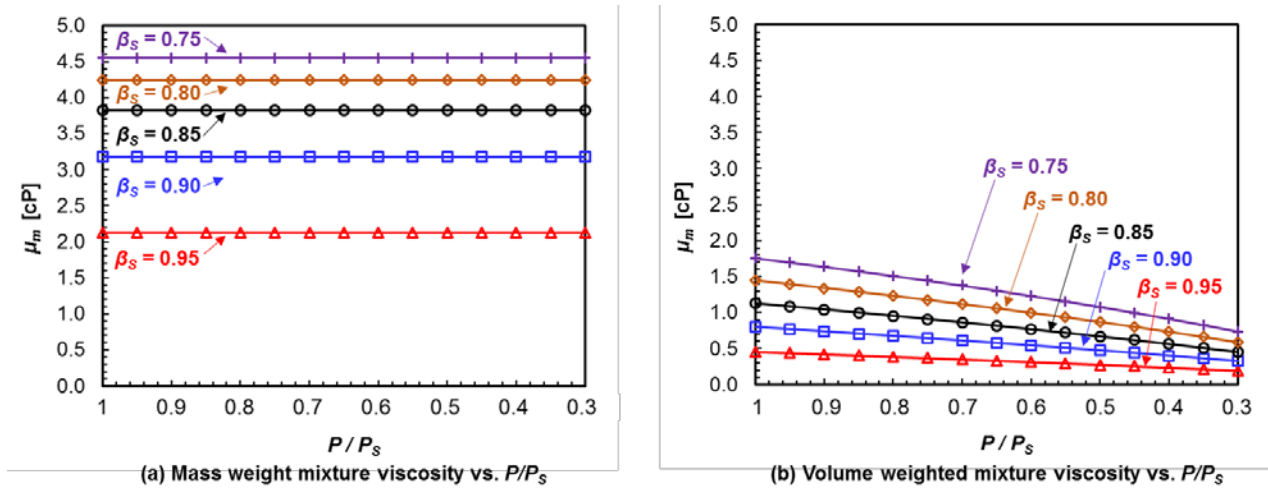 5.0
4.5
4.0
3.5
3.0
2.5
2.0
1.5
1.0
0.5
0.0
μm [cP]
βS = 0.75
βS = 0.80
βS = 0.85
βS = 0.90
βS = 0.95
1 0.9 0.8 0.7 0.6 0.5 0.4 0.3
P / PS
(a) Mass weight mixture viscosity vs. P/PS
5.0
4.5
4.0
3.5
3.0
2.5
2.0
1.5
1.0
0.5
0.0
μm [cP]
βS = 0.75
βS = 0.80
βS = 0.85
βS = 0.90
βS = 0.95
1 0.9 0.8 0.7 0.6 0.5 0.4 0.3
P / PS
(b) Volume weighted mixture viscosity vs. P/PS